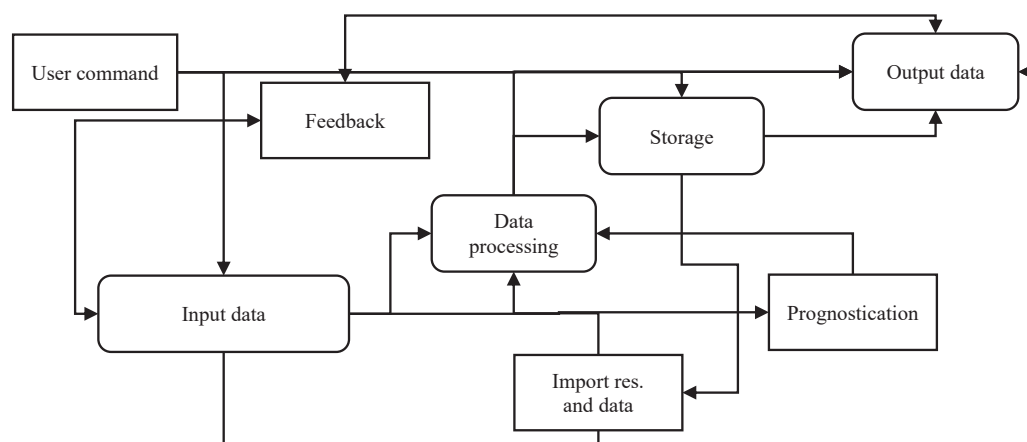 User command
Output data
Feedback
Storage
Data
processing
Input data
Prognostication
Import res.
and data